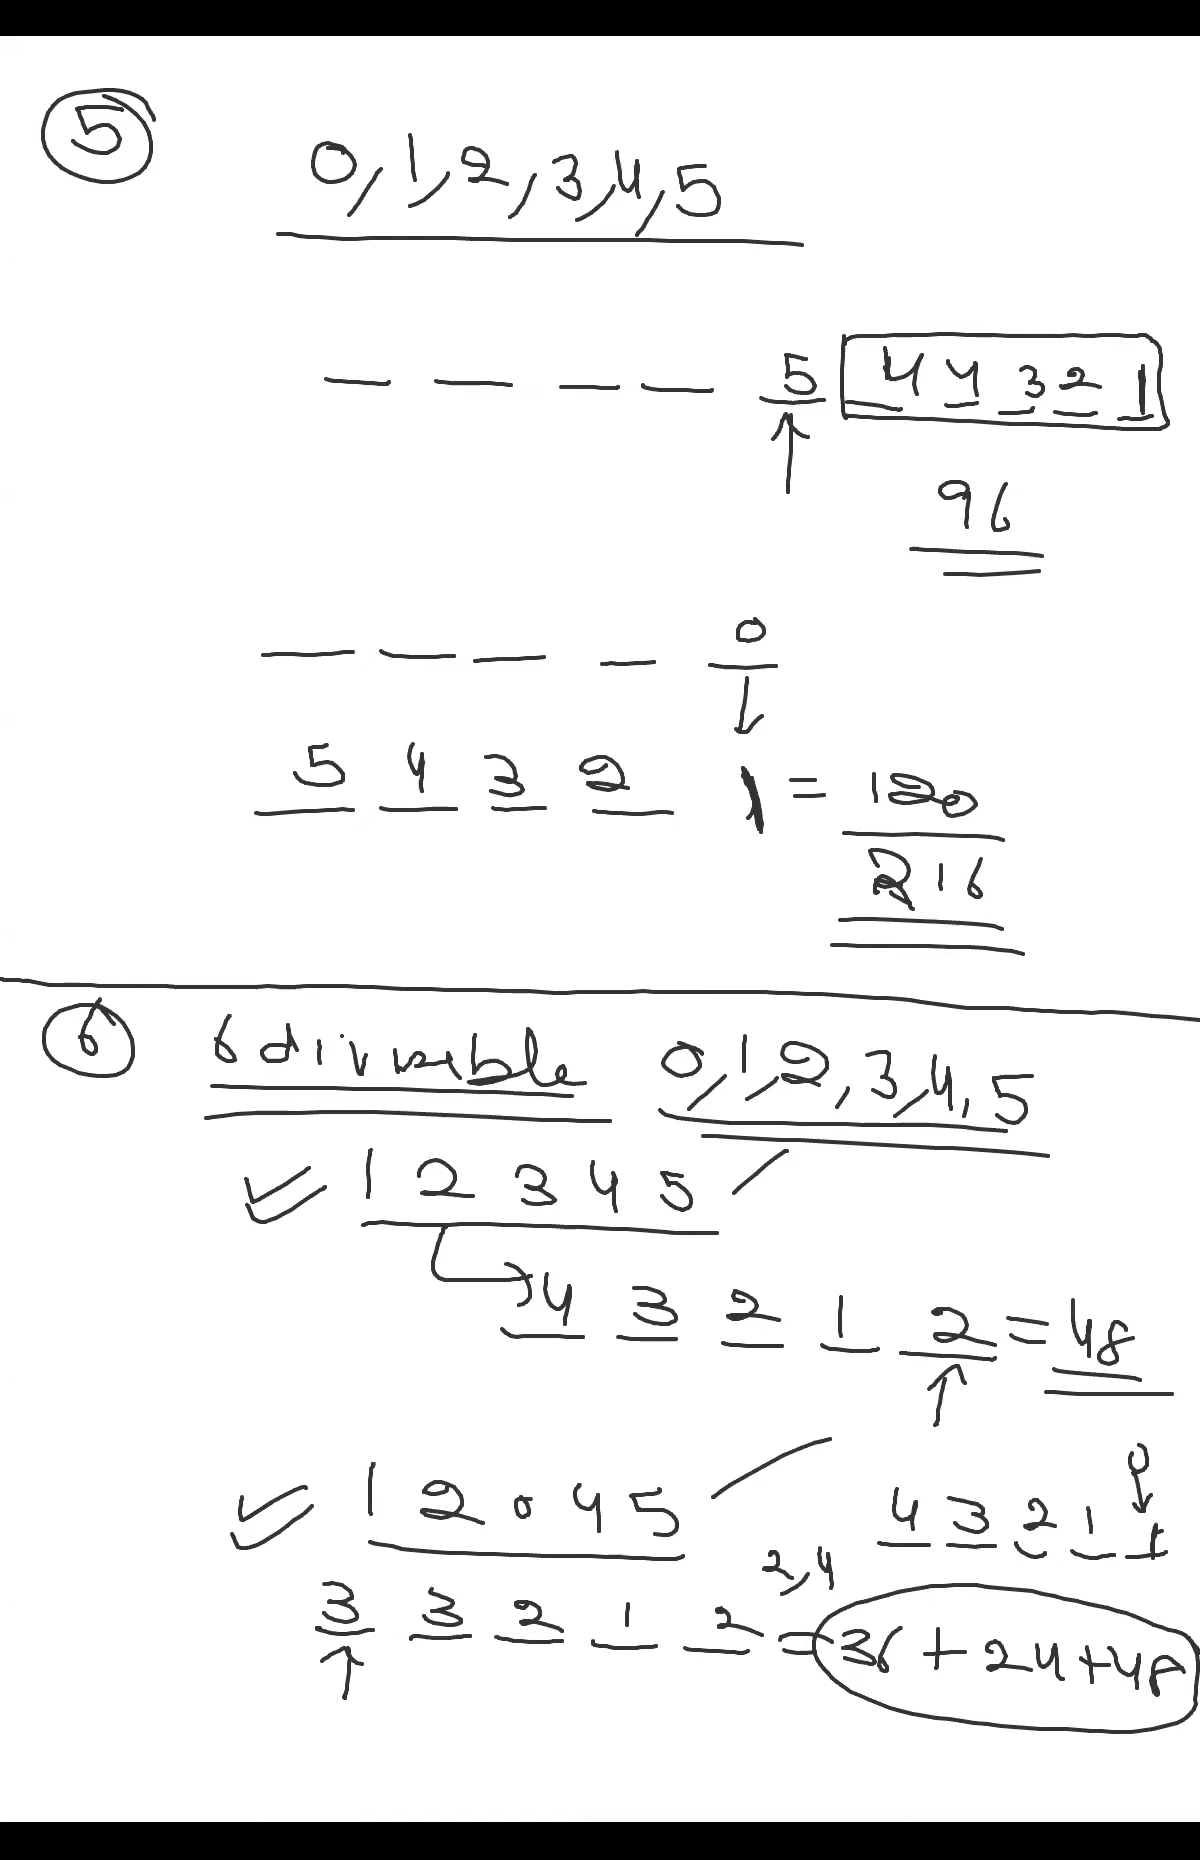 5
0, 1, 2, 3, 4, 5
5 4 4 3 2 1
96
0
5 4 3 2 1 = 120
216
6 6 divisible 0, 1, 2, 3, 4, 5
1 2 3 4 5
4 3 2 1 2 = 48
1 2 0 4 5
0
4 3 2 1 1
2, 4
3 3 2 1 2 = 36 + 24 + 48